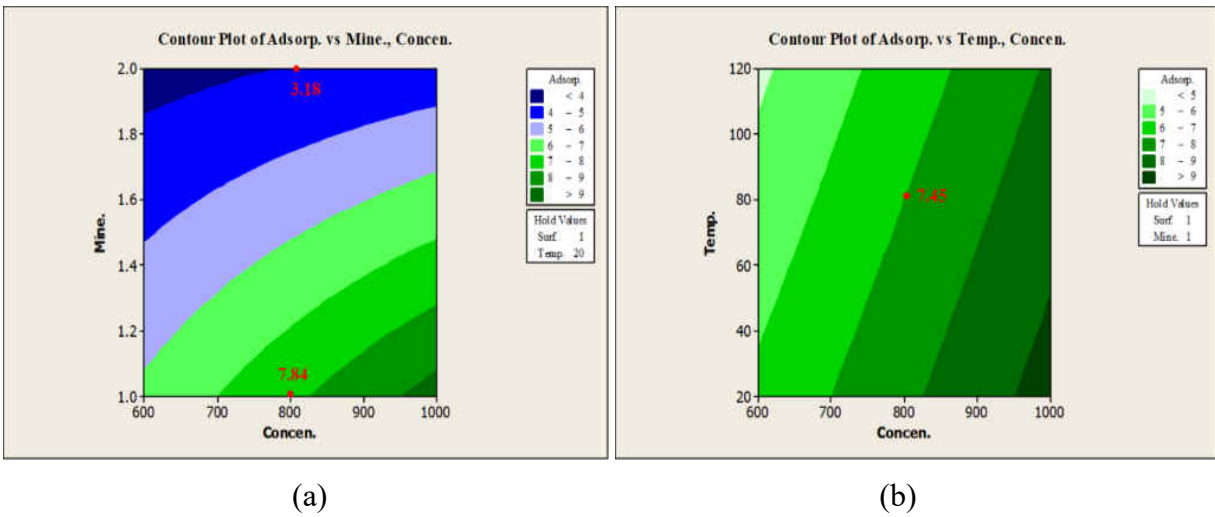 Contour Plot of Adsorp. vs Mine., Concen.
2.0
1.8
1.6
1.4
1.2
1.0
Mine.
600 700 800 900 1000
Concen.
3.18
7.84
Adsorp.
< 4
4 – 5
5 – 6
6 – 7
7 – 8
8 – 9
> 9
Hold Values
Surf. 1
Temp. 20
(a)
Contour Plot of Adsorp. vs Temp., Concen.
120
100
80
60
40
20
Temp.
600 700 800 900 1000
Concen.
7.45
Adsorp.
< 5
5 – 6
6 – 7
7 – 8
8 – 9
> 9
Hold Values
Surf. 1
Mine. 1
(b)